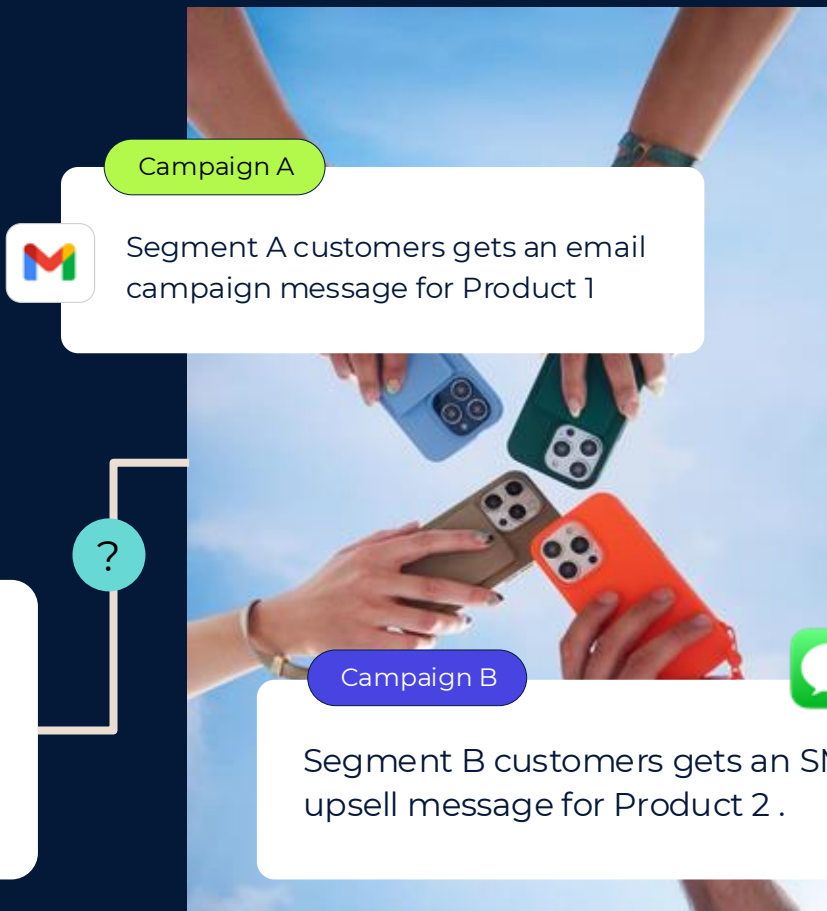 Campaign A
Segment A customers gets an email
campaign message for Product 1
?
Campaign B
Segment B customers gets an
upsell message for Product 2 .